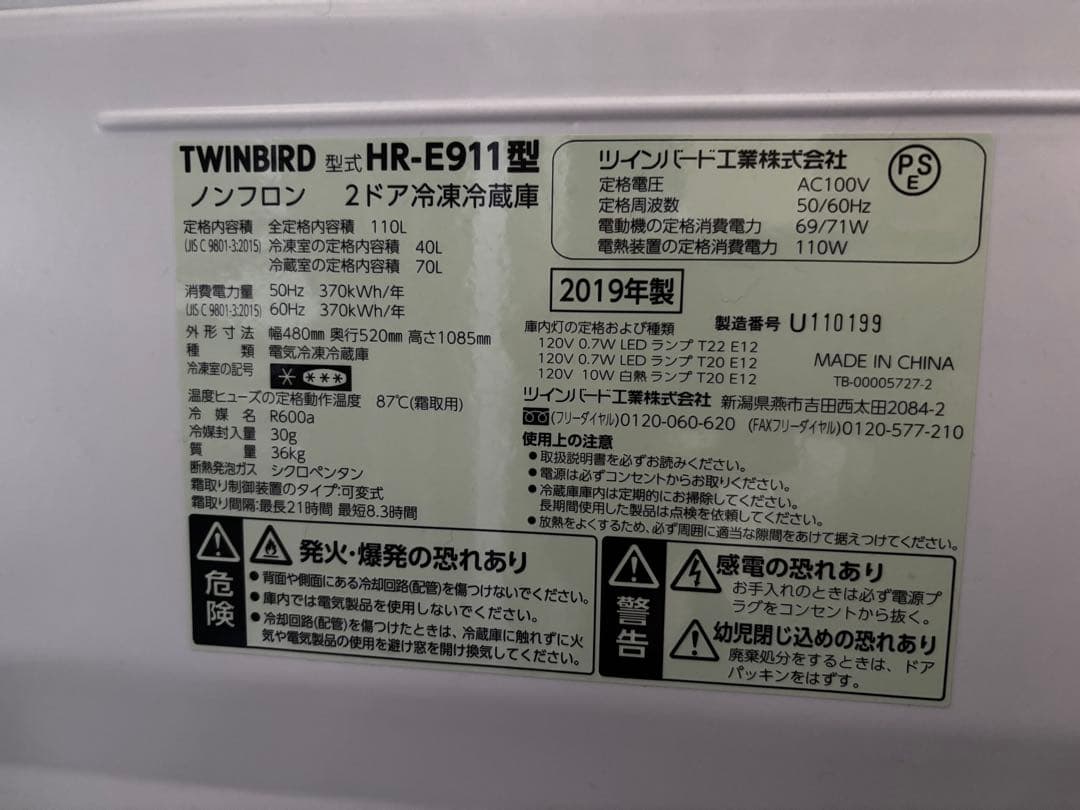 TWINBIRD 型式 HR-E911型
ノンフロン 2ドア冷凍冷蔵庫
定格内容積 全定格内容積 110L
(JIS C 9801-3:2015) 冷凍室の定格内容積 40L
冷蔵室の定格内容積 70L
消費電力量 50Hz 370kWh/年
(JIS C 9801-3:2015) 60Hz 370kWh/年
外形寸法 幅480mm 奥行520mm 高さ1085mm
種類 電気冷凍冷蔵庫
冷凍室の記号 * ***
温度ヒューズの定格動作温度 87℃(霜取用)
冷媒名 R600a
冷媒封入量 30g
質量 36kg
断熱発泡ガス シクロペンタン
霜取り制御装置のタイプ:可変式
霜取り間隔:最長21時間 最短8.3時間
ツインバード工業株式会社
定格電圧 AC100V
定格周波数 50/60Hz
電動機の定格消費電力 69/71W
電熱装置の定格消費電力 110W
PS
E
2019年製
庫内灯の定格および種類
120V 0.7W LED ランプ T22 E12
120V 0.7W LED ランプ T20 E12
120V 10W 白熱ランプ T20 E12
製造番号 U110199
MADE IN CHINA
TB-00005727-2
ツインバード工業株式会社 新潟県燕市吉田西太田2084-2
(フリーダイヤル)0120-060-620 (FAXフリーダイヤル)0120-577-210
使用上の注意
●取扱説明書を必ずお読みください。
●電源は必ずコンセントからお取りください。
●冷蔵庫庫内は定期的にお掃除してください。
長期間使用した製品は点検を依頼してください。
●放熱をよくするため、必ず周囲に適当な隙間をあけて据えつけてください。
危険
発火・爆発の恐れあり
●背面や側面にある冷却回路(配管)を傷つけないでください。
●庫内では電気製品を使用しないでください。
●冷却回路(配管)を傷つけたときは、冷蔵庫に触れずに火
気や電気製品の使用を避け窓を開け換気してください。
警告
感電の恐れあり
お手入れのときは必ず電源プ
ラグをコンセントから抜く。
幼児閉じ込めの恐れあり
廃棄処分をするときは、ドア
パッキンをはずす。